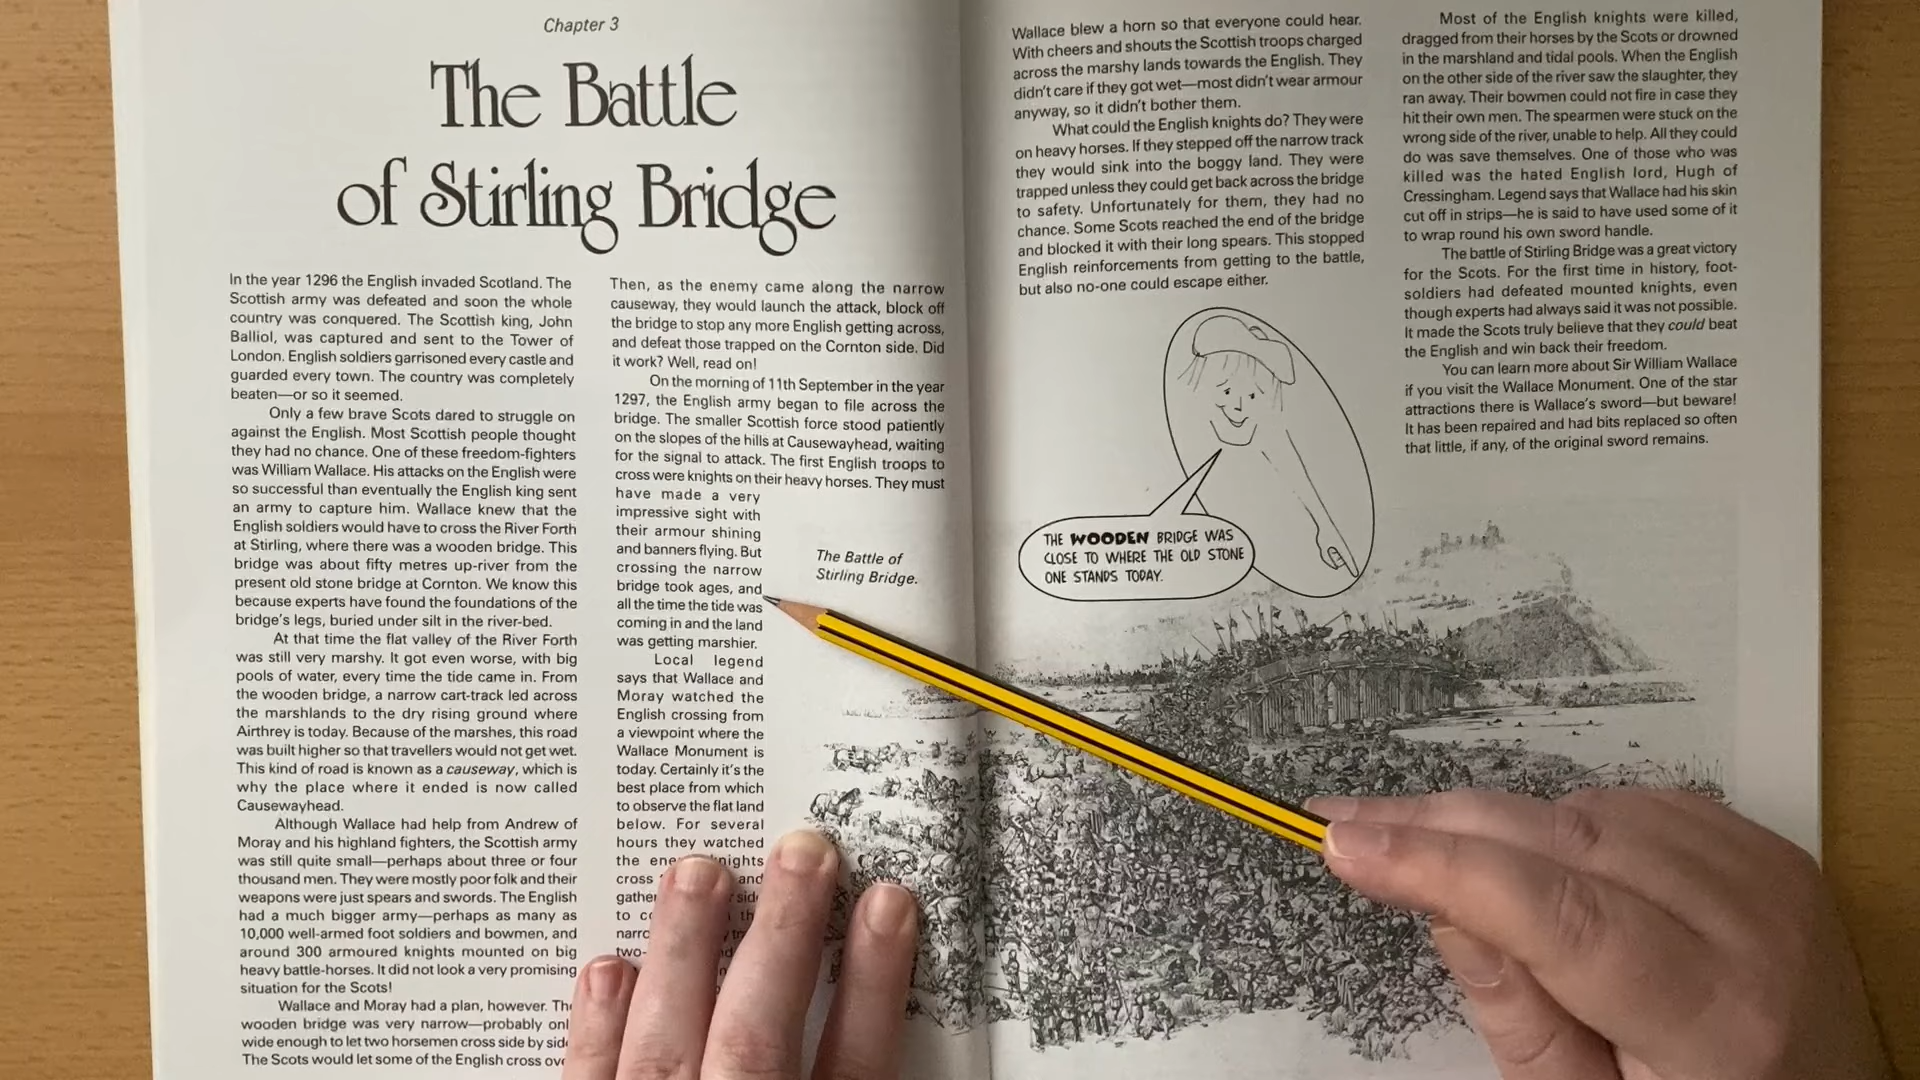 Chapter 3
The Battle
of Stirling Bridge
In the year 1296 the English invaded Scotland. The
Scottish army was defeated and soon the whole
country was conquered. The Scottish king, John
Balliol, was captured and sent to the Tower of
London. English soldiers garrisoned every castle and
guarded every town. The country was completely
beaten—or so it seemed.
Only a few brave Scots dared to struggle on
against the English. Most Scottish people thought
they had no chance. One of these freedom-fighters
was William Wallace. His attacks on the English were
so successful than eventually the English king sent
an army to capture him. Wallace knew that the
English soldiers would have to cross the River Forth
at Stirling, where there was a wooden bridge. This
bridge was about fifty metres up-river from the
present old stone bridge at Cornton. We know this
because experts have found the foundations of the
bridge's legs, buried under silt in the river-bed.
At that time the flat valley of the River Forth
was still very marshy. It got even worse, with big
pools of water, every time the tide came in. From
the wooden bridge, a narrow cart-track led across
the marshlands to the dry rising ground where
Airthrey is today. Because of the marshes, this road
was built higher so that travellers would not get wet.
This kind of road is known as a causeway, which is
why the place where it ended is now called
Causewayhead.
Although Wallace had help from Andrew of
Moray and his highland fighters, the Scottish army
was still quite small—perhaps about three or four
thousand men. They were mostly poor folk and their
weapons were just spears and swords. The English
had a much bigger army—perhaps as many as
10,000 well-armed foot soldiers and bowmen, and
around 300 armoured knights mounted on big
heavy battle-horses. It did not look a very promising
situation for the Scots!
Wallace and Moray had a plan, however. The
wooden bridge was very narrow—probably only
wide enough to let two horsemen cross side by side.
The Scots would let some of the English cross over.
Then, as the enemy came along the narrow
causeway, they would launch the attack, block off
the bridge to stop any more English getting across,
and defeat those trapped on the Cornton side. Did
it work? Well, read on!
On the morning of 11th September in the year
1297, the English army began to file across the
bridge. The smaller Scottish force stood patiently
on the slopes of the hills at Causewayhead, waiting
for the signal to attack. The first English troops to
cross were knights on their heavy horses. They must
have made a very
impressive sight with
their armour shining
and banners flying. But
crossing the narrow
bridge took ages, and
all the time the tide was
coming in and the land
was getting marshier.
Local legend
says that Wallace and
Moray watched the
English crossing from
a viewpoint where the
Wallace Monument is
today. Certainly it's the
best place from which
to observe the flat land
below. For several
hours they watched
the knights
cross and
gather
to
two-
The Battle of
Stirling Bridge.
Wallace blew a horn so that everyone could hear.
With cheers and shouts the Scottish troops charged
across the marshy lands towards the English. They
didn't care if they got wet—most didn't wear armour
anyway, so it didn't bother them.
What could the English knights do? They were
on heavy horses. If they stepped off the narrow track
they would sink into the boggy land. They were
trapped unless they could get back across the bridge
to safety. Unfortunately for them, they had no
chance. Some Scots reached the end of the bridge
and blocked it with their long spears. This stopped
English reinforcements from getting to the battle,
but also no-one could escape either.
THE WOODEN BRIDGE WAS
CLOSE TO WHERE THE OLD STONE
ONE STANDS TODAY.
Most of the English knights were killed,
dragged from their horses by the Scots or drowned
in the marshland and tidal pools. When the English
on the other side of the river saw the slaughter, they
ran away. Their bowmen could not fire in case they
hit their own men. The spearmen were stuck on the
wrong side of the river, unable to help. All they could
do was save themselves. One of those who was
killed was the hated English lord, Hugh of
Cressingham. Legend says that Wallace had his skin
cut off in strips—he is said to have used some of it
to wrap round his own sword handle.
The battle of Stirling Bridge was a great victory
for the Scots. For the first time in history, foot-
soldiers had defeated mounted knights, even
though experts had always said it was not possible.
It made the Scots truly believe that they could beat
the English and win back their freedom.
You can learn more about Sir William Wallace
if you visit the Wallace Monument. One of the star
attractions there is Wallace's sword—but beware!
It has been repaired and had bits replaced so often
that little, if any, of the original sword remains.